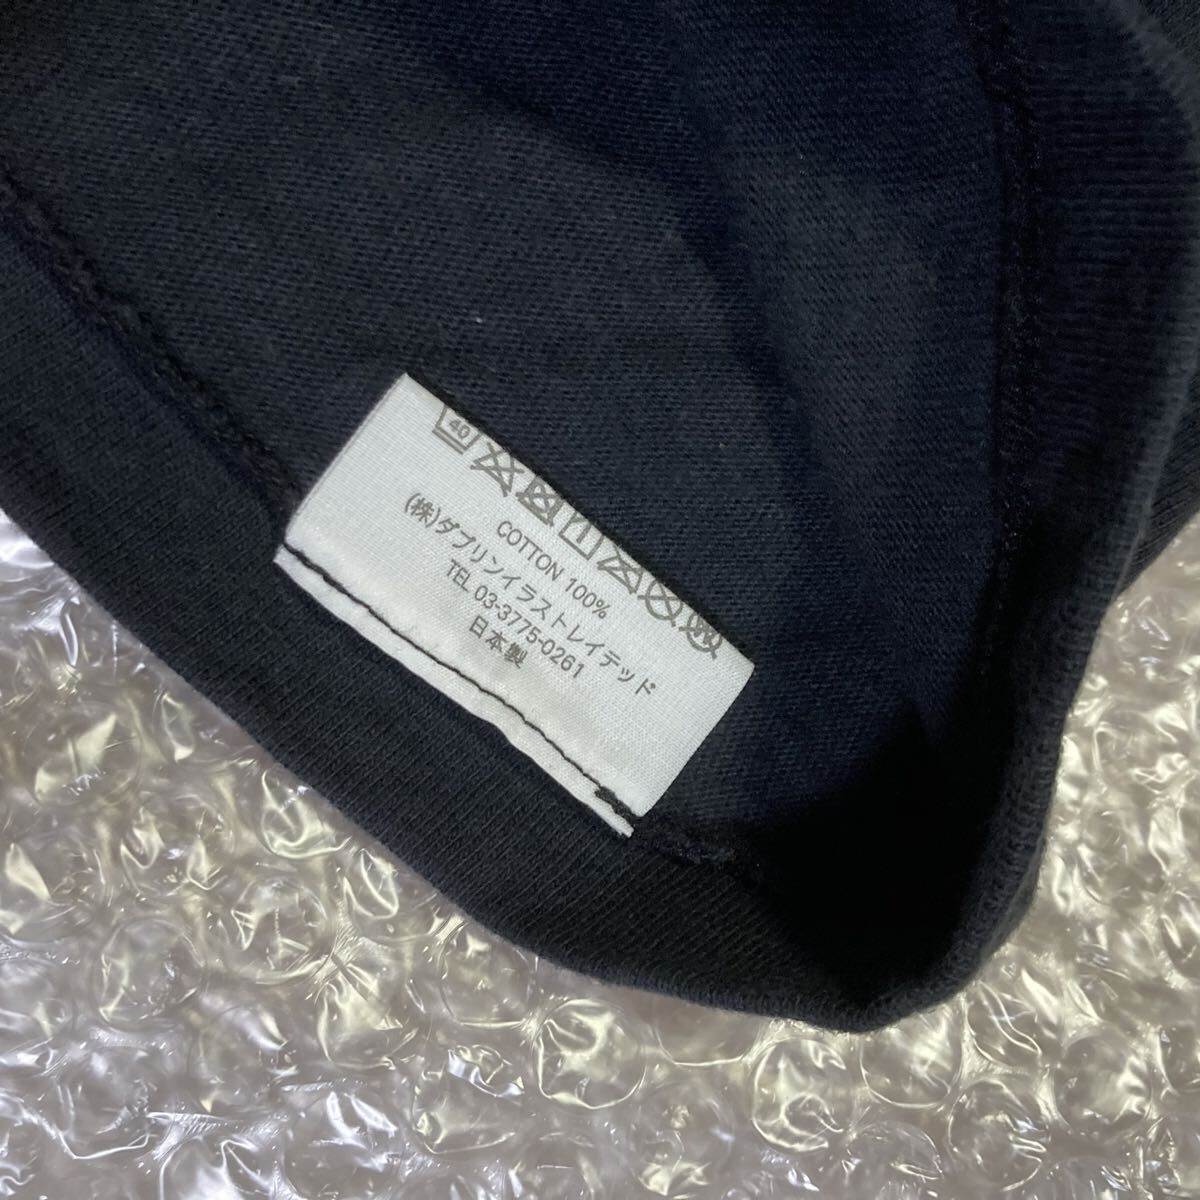 40
COTTON 100%
(株)ダブリンイラストレイテッド
TEL 03-3775-0261
日本製